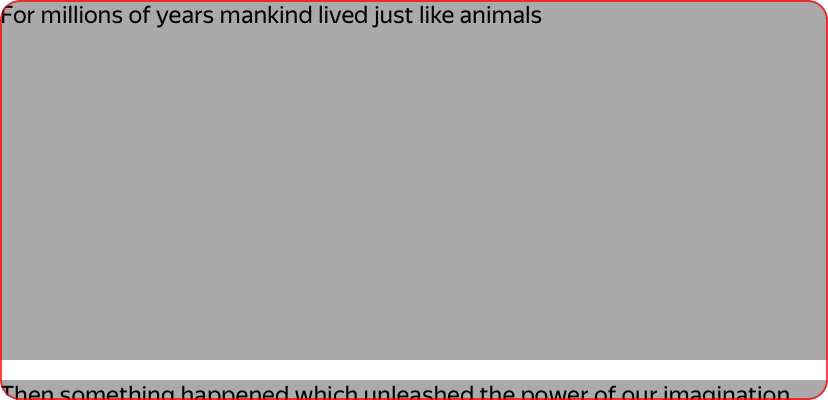 For millions of years mankind lived just like animals
Then something happened which unleashed the power of our imagination